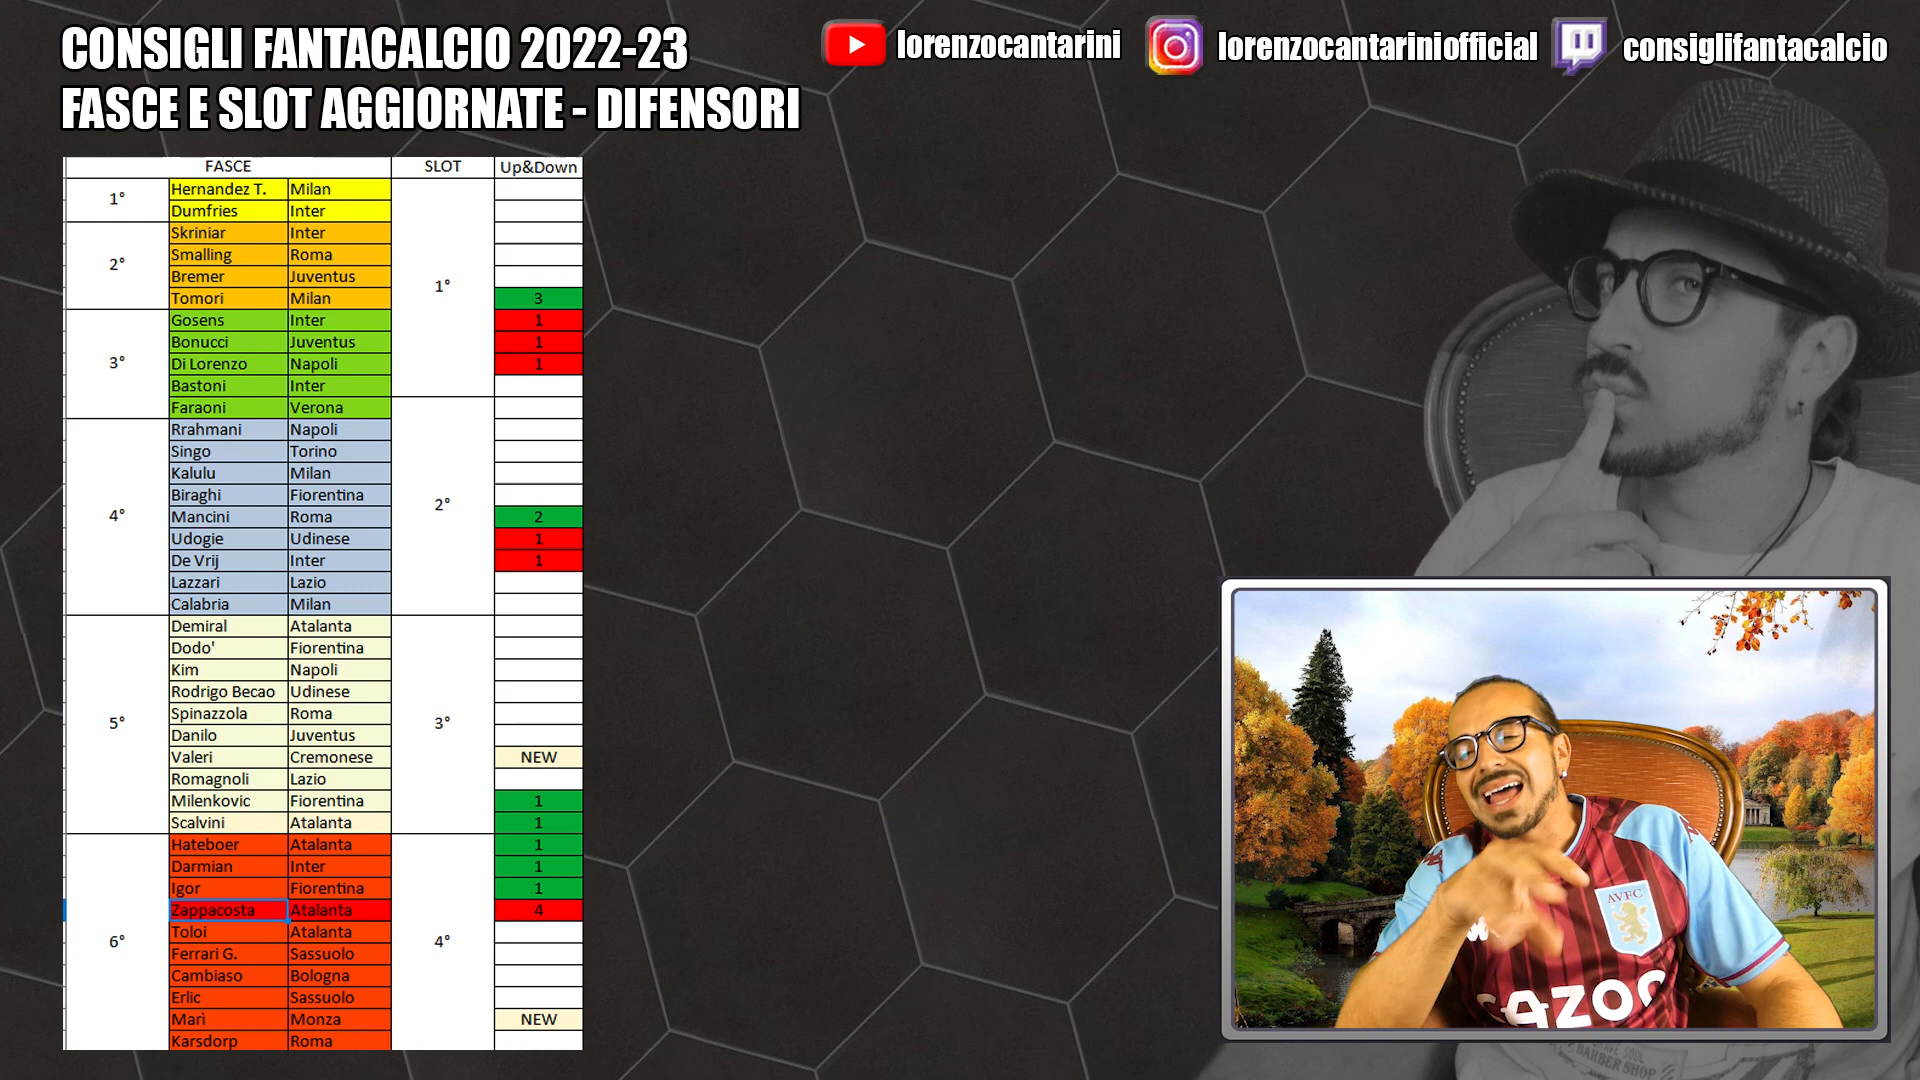 CONSIGLI FANTACALCIO 2022-23
FASCE E SLOT AGGIORNATE - DIFENSORI
lorenzocantarini
lorenzocantariniofficial
consiglifantacalcio
FASCE SLOT Up&Down
1° Hernandez T. Milan 1°
Dumfries Inter
2° Skriniar Inter
Smalling Roma
Bremer Juventus
Tomori Milan 3
3° Gosens Inter 1
Bonucci Juventus 1
Di Lorenzo Napoli 1
Bastoni Inter
Faraoni Verona 2°
4° Rrahmani Napoli
Singo Torino
Kalulu Milan
Biraghi Fiorentina
Mancini Roma 2
Udogie Udinese 1
De Vrij Inter 1
Lazzari Lazio
Calabria Milan
5° Demiral Atalanta 3°
Dodo' Fiorentina
Kim Napoli
Rodrigo Becao Udinese
Spinazzola Roma
Danilo Juventus
Valeri Cremonese NEW
Romagnoli Lazio
Milenkovic Fiorentina 1
Scalvini Atalanta 1
6° Hateboer Atalanta 4° 1
Darmian Inter 1
Igor Fiorentina 1
Zappacosta Atalanta 4
Toloi Atalanta
Ferrari G. Sassuolo
Cambiaso Bologna
Erlic Sassuolo
Marì Monza NEW
Karsdorp Roma
AVFC
CAZOO
BARBER SHOP